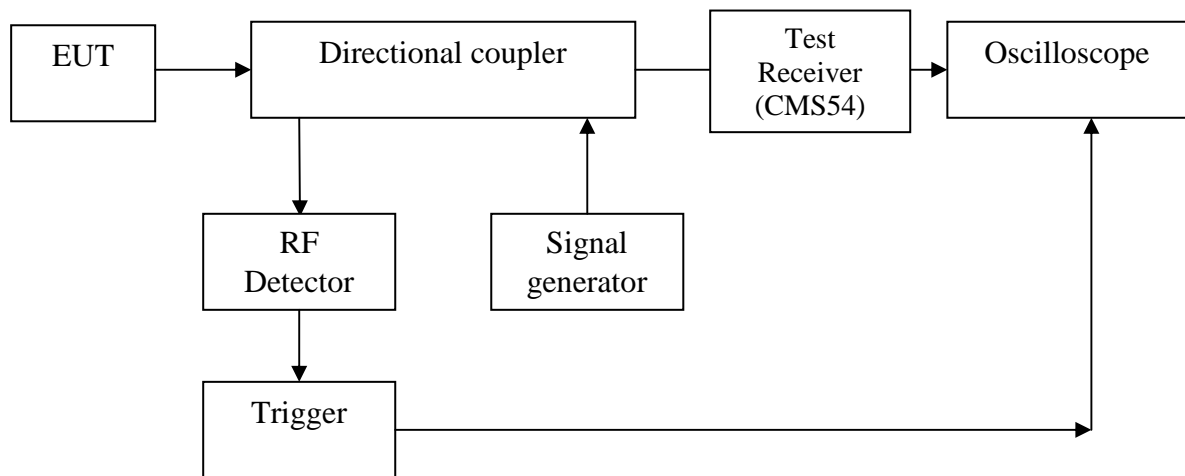 EUT
Directional coupler
Test
Receiver
(CMS54)
Oscilloscope
RF
Detector
Signal
generator
Trigger